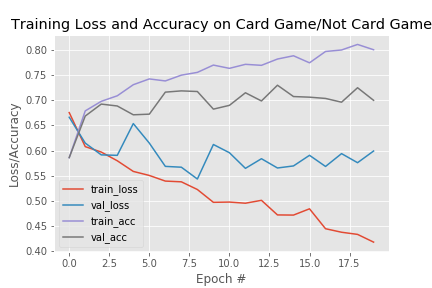 Training Loss and Accuracy on Card Game/Not Card Game
Loss/Accuracy
0.80
0.75
0.70
0.65
0.60
0.55
0.50
0.45
0.40
train_loss
val_loss
train_acc
val_acc
0.0 2.5 5.0 7.5 10.0 12.5 15.0 17.5
Epoch #